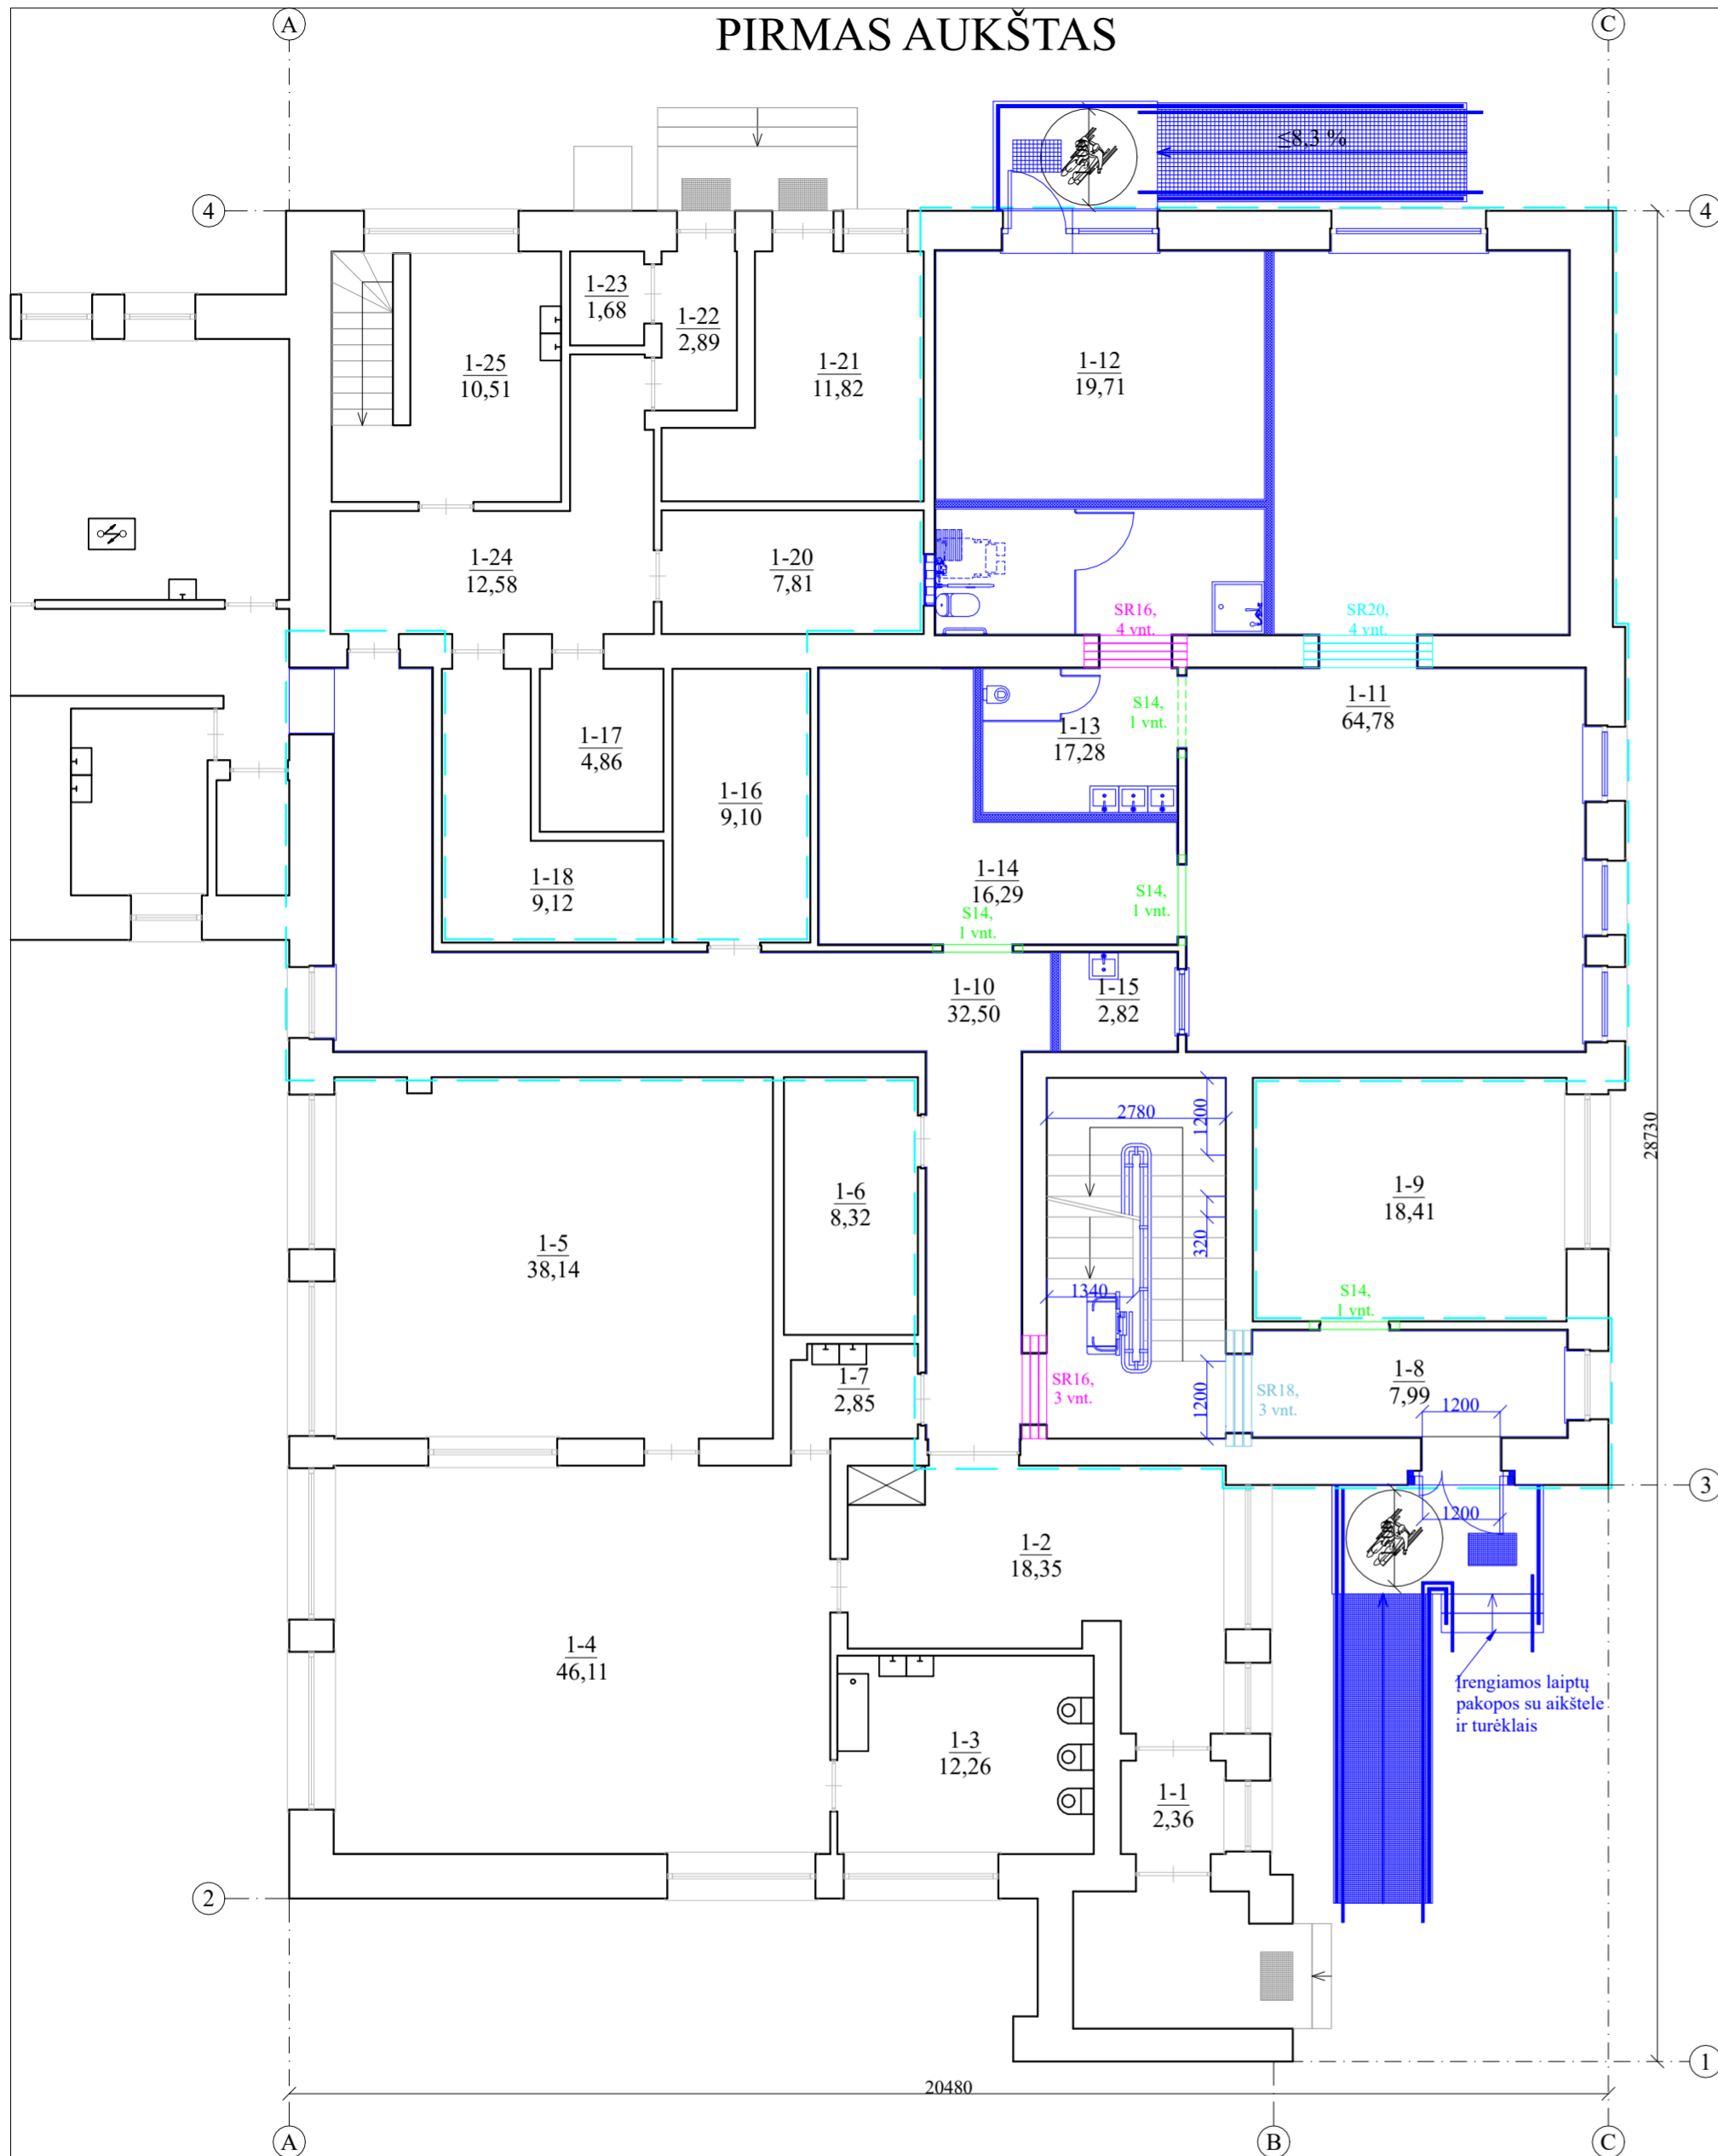 PIRMAS AUKŠTAS
A
C
≤8,3 %
4
4
1-23
1,68
1-22
2,89
1-25
10,51
1-21
11,82
1-12
19,71
1-24
12,58
1-20
7,81
SR16,
4 vnt.
SR20,
4 vnt.
1-11
64,78
S14,
1 vnt.
1-13
17,28
1-17
4,86
1-16
9,10
1-18
9,12
1-14
16,29
S14,
1 vnt.
S14,
1 vnt.
1-10
32,50
1-15
2,82
2780
1200
28730
1-6
8,32
1-9
18,41
1-5
38,14
320
1340
S14,
1 vnt.
1-7
2,85
SR16,
3 vnt.
1200
SR18,
3 vnt.
1-8
7,99
1200
3
1200
1-2
18,35
1-4
46,11
Įrengiamos laiptų
pakopos su aikštele
ir turėklais
1-3
12,26
1-1
2,36
2
1
20480
A
B
C